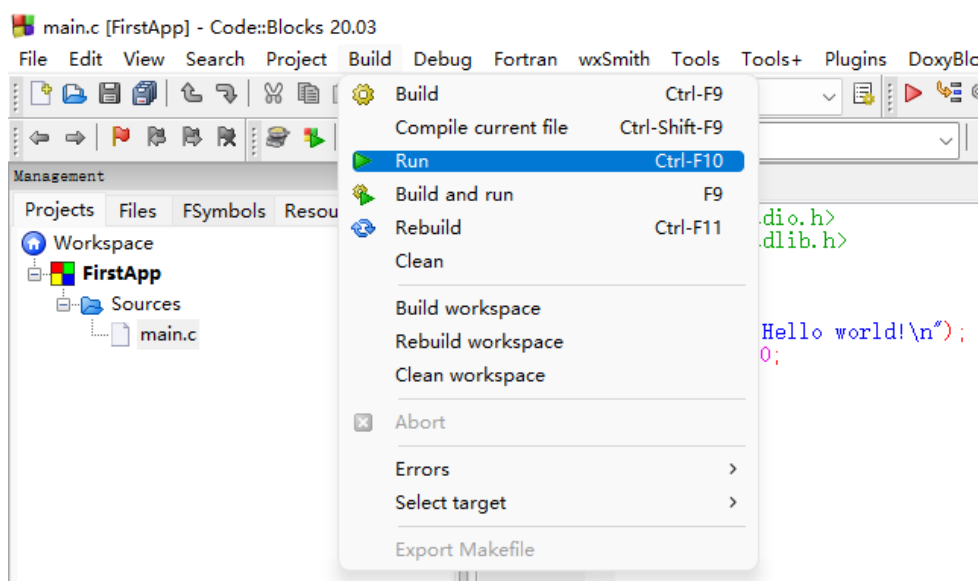 main.c [FirstApp] - Code::Blocks 20.03
File Edit View Search Project Build Debug Fortran wxSmith Tools Tools+ Plugins
Build Ctrl-F9
Compile current file Ctrl-Shift-F9
Run Ctrl-F10
Build and run F9
Rebuild Ctrl-F11
Clean
Build workspace
Rebuild workspace
Clean workspace
Abort
Errors
Select target
Export Makefile
Management
Projects Files FSymbols
Workspace
FirstApp
Sources
main.c
dio.h>
dlib.h>
Hello world!\n");
0;